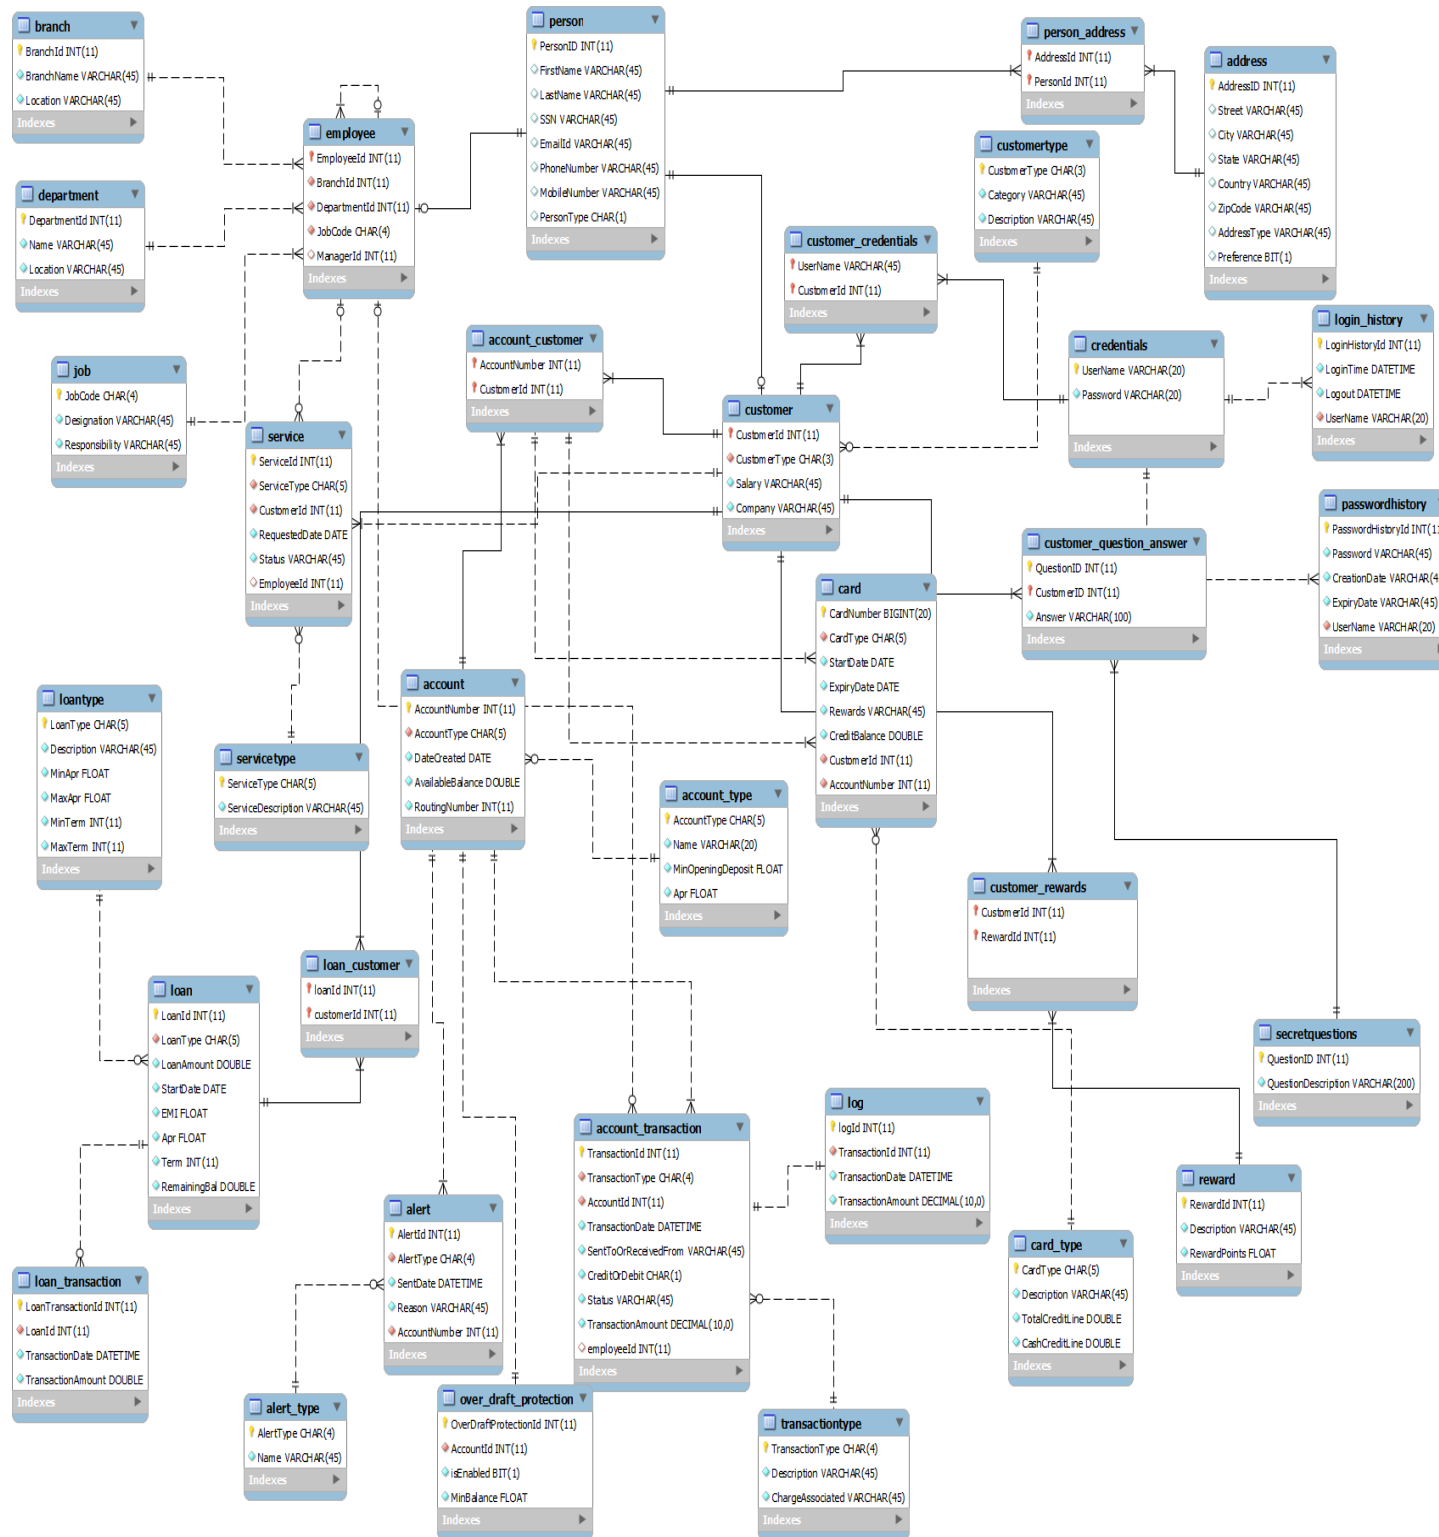 branch
BranchId INT(11)
BranchName VARCHAR(45)
Location VARCHAR(45)
Indexes
person
PersonID INT(11)
FirstName VARCHAR(45)
LastName VARCHAR(45)
SSN VARCHAR(45)
EmailId VARCHAR(45)
PhoneNumber VARCHAR(45)
MobileNumber VARCHAR(45)
PersonType CHAR(1)
Indexes
person_address
AddressId INT(11)
PersonId INT(11)
Indexes
address
AddressID INT(11)
Street VARCHAR(45)
City VARCHAR(45)
State VARCHAR(45)
Country VARCHAR(45)
ZipCode VARCHAR(45)
AddressType VARCHAR(45)
Preference BIT(1)
Indexes
employee
EmployeeId INT(11)
BranchId INT(11)
DepartmentId INT(11)
JobCode CHAR(4)
ManagerId INT(11)
Indexes
customertype
CustomerType CHAR(3)
Category VARCHAR(45)
Description VARCHAR(45)
Indexes
department
DepartmentId INT(11)
Name VARCHAR(45)
Location VARCHAR(45)
Indexes
customer_credentials
UserName VARCHAR(45)
CustomerId INT(11)
Indexes
login_history
LoginHistoryId INT(11)
LoginTime DATETIME
Logout DATETIME
UserName VARCHAR(20)
Indexes
account_customer
AccountNumber INT(11)
CustomerId INT(11)
Indexes
credentials
UserName VARCHAR(20)
Password VARCHAR(20)
Indexes
job
JobCode CHAR(4)
Designation VARCHAR(45)
Responsibility VARCHAR(45)
Indexes
customer
CustomerId INT(11)
CustomerType CHAR(3)
Salary VARCHAR(45)
Company VARCHAR(45)
Indexes
service
ServiceId INT(11)
ServiceType CHAR(5)
CustomerId INT(11)
RequestedDate DATE
Status VARCHAR(45)
EmployeeId INT(11)
Indexes
passwordhistory
PasswordHistoryId INT(11
Password VARCHAR(45)
CreationDate VARCHAR(4
ExpiryDate VARCHAR(45)
UserName VARCHAR(20)
Indexes
customer_question_answer
QuestionID INT(11)
CustomerID INT(11)
Answer VARCHAR(100)
Indexes
card
CardNumber BIGINT(20)
CardType CHAR(5)
StartDate DATE
ExpiryDate DATE
Rewards VARCHAR(45)
CreditBalance DOUBLE
CustomerId INT(11)
AccountNumber INT(11)
Indexes
account
AccountNumber INT(11)
AccountType CHAR(5)
DateCreated DATE
AvailableBalance DOUBLE
RoutingNumber INT(11)
Indexes
loantype
LoanType CHAR(5)
Description VARCHAR(45)
MinApr FLOAT
MaxApr FLOAT
MinTerm INT(11)
MaxTerm INT(11)
Indexes
servicetype
ServiceType CHAR(5)
ServiceDescription VARCHAR(45)
Indexes
account_type
AccountType CHAR(5)
Name VARCHAR(20)
MinOpeningDeposit FLOAT
Apr FLOAT
Indexes
customer_rewards
CustomerId INT(11)
RewardId INT(11)
Indexes
loan_customer
loanId INT(11)
customerId INT(11)
Indexes
loan
LoanId INT(11)
LoanType CHAR(5)
LoanAmount DOUBLE
StartDate DATE
EMI FLOAT
Apr FLOAT
Term INT(11)
RemainingBal DOUBLE
Indexes
secretquestions
QuestionID INT(11)
QuestionDescription VARCHAR(200)
Indexes
log
logId INT(11)
TransactionId INT(11)
TransactionDate DATETIME
TransactionAmount DECIMAL(10,0)
Indexes
account_transaction
TransactionId INT(11)
TransactionType CHAR(4)
AccountId INT(11)
TransactionDate DATETIME
SentToOrReceivedFrom VARCHAR(45)
CreditOrDebit CHAR(1)
Status VARCHAR(45)
TransactionAmount DECIMAL(10,0)
employeeId INT(11)
Indexes
reward
RewardId INT(11)
Description VARCHAR(45)
RewardPoints FLOAT
Indexes
alert
AlertId INT(11)
AlertType CHAR(4)
SentDate DATETIME
Reason VARCHAR(45)
AccountNumber INT(11)
Indexes
card_type
CardType CHAR(5)
Description VARCHAR(45)
TotalCreditLine DOUBLE
CashCreditLine DOUBLE
Indexes
loan_transaction
LoanTransactionId INT(11)
LoanId INT(11)
TransactionDate DATETIME
TransactionAmount DOUBLE
Indexes
over_draft_protection
OverDraftProtectionId INT(11)
AccountId INT(11)
isEnabled BIT(1)
MinBalance FLOAT
Indexes
alert_type
AlertType CHAR(4)
Name VARCHAR(45)
Indexes
transactiontype
TransactionType CHAR(4)
Description VARCHAR(45)
ChargeAssociated VARCHAR(45)
Indexes